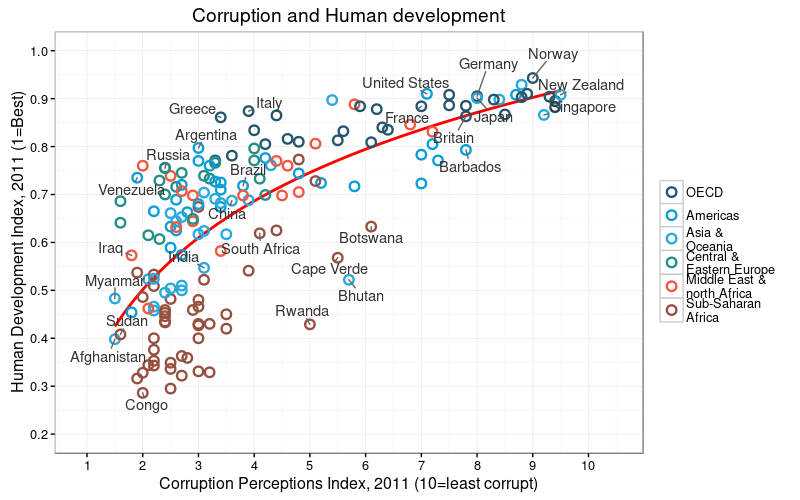 Corruption and Human development
Human Development Index, 2011 (1=Best)
1.0
0.9
0.8
0.7
0.6
0.5
0.4
0.3
0.2
Norway
Germany
United States
New Zealand
Greece
Italy
Singapore
France
Japan
Argentina
Britain
Russia
Barbados
Brazil
Venezuela
China
Botswana
Iraq
South Africa
India
Cape Verde
Myanmar
Bhutan
Rwanda
Sudan
Afghanistan
Congo
1 2 3 4 5 6 7 8 9 10
Corruption Perceptions Index, 2011 (10=least corrupt)
OECD
Americas
Asia &
Oceania
Central &
Eastern Europe
Middle East &
north Africa
Sub-Saharan
Africa